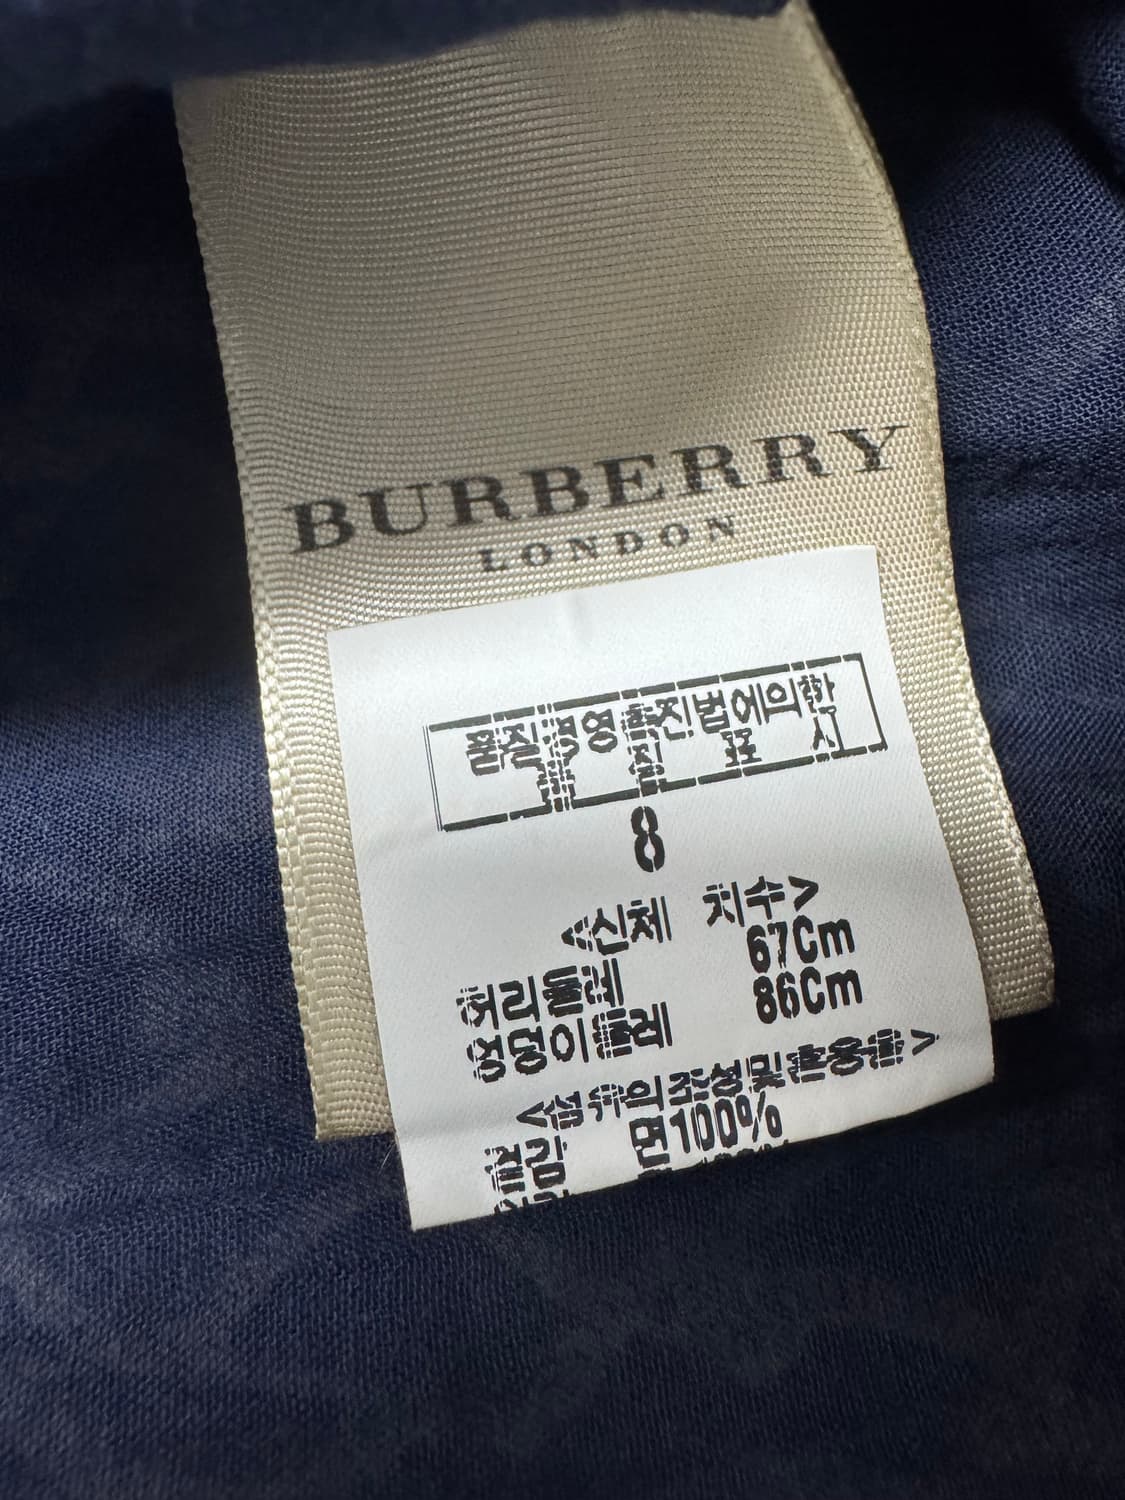 BURBERRY
LONDON
품질경영촉진법에의한
품질표시
8
<신체 치수>
허리둘레 67Cm
엉덩이둘레 86Cm
<섬유의조성및혼용률>
겉감 면100%